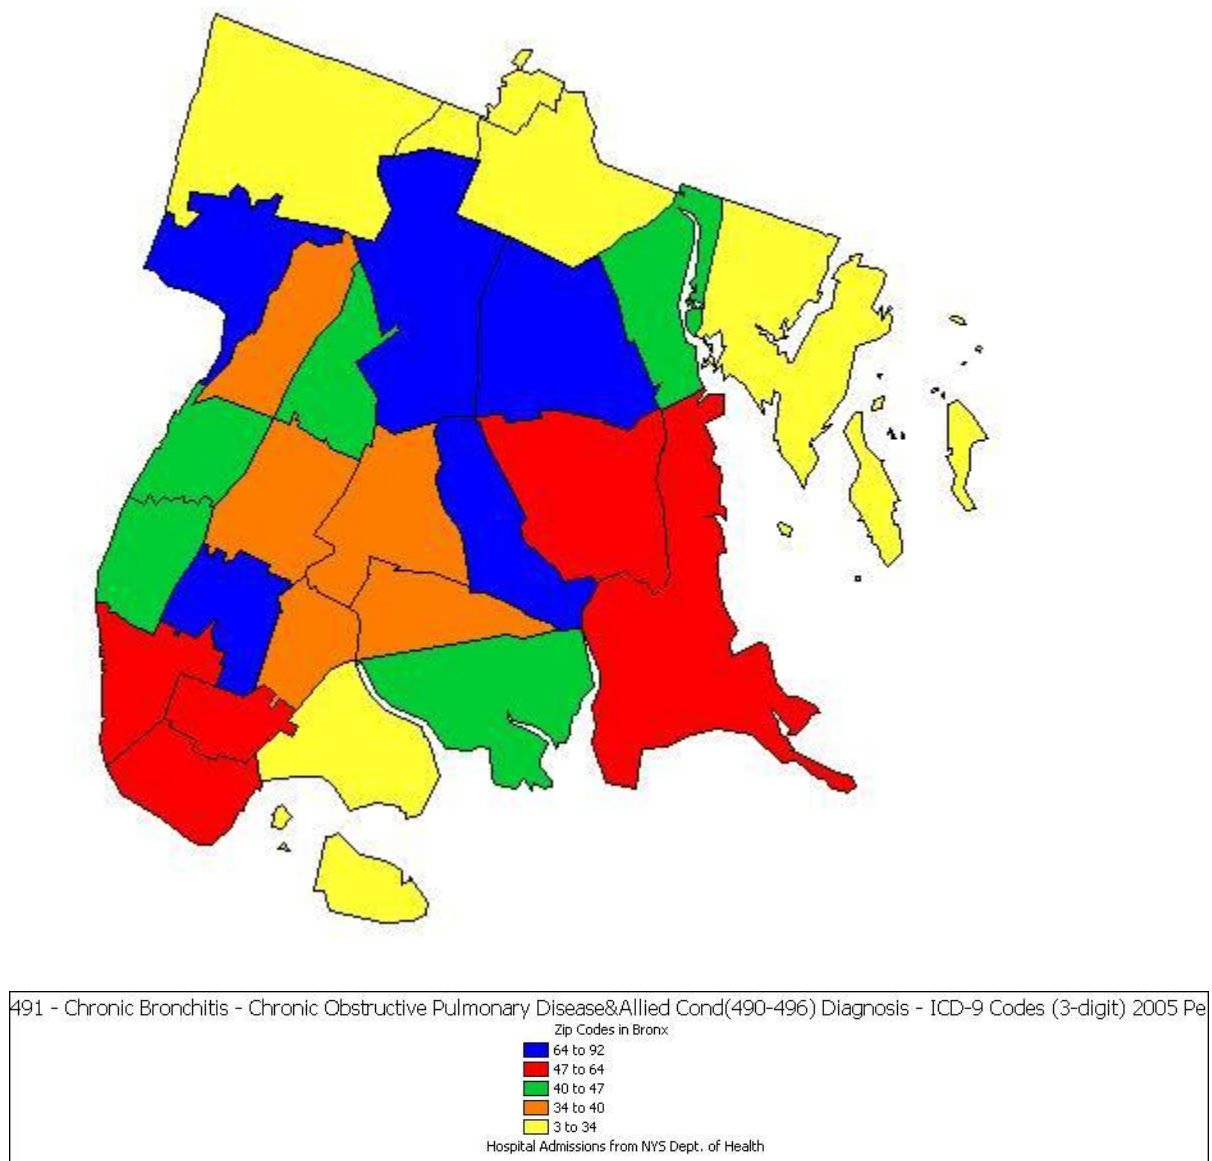 491 - Chronic Bronchitis - Chronic Obstructive Pulmonary Disease&Allied Cond(490-496) Diagnosis - ICD-9 Codes (3-digit) 2005 Pe
Zip Codes in Bronx
64 to 92
47 to 64
40 to 47
34 to 40
3 to 34
Hospital Admissions from NYS Dept. of Health